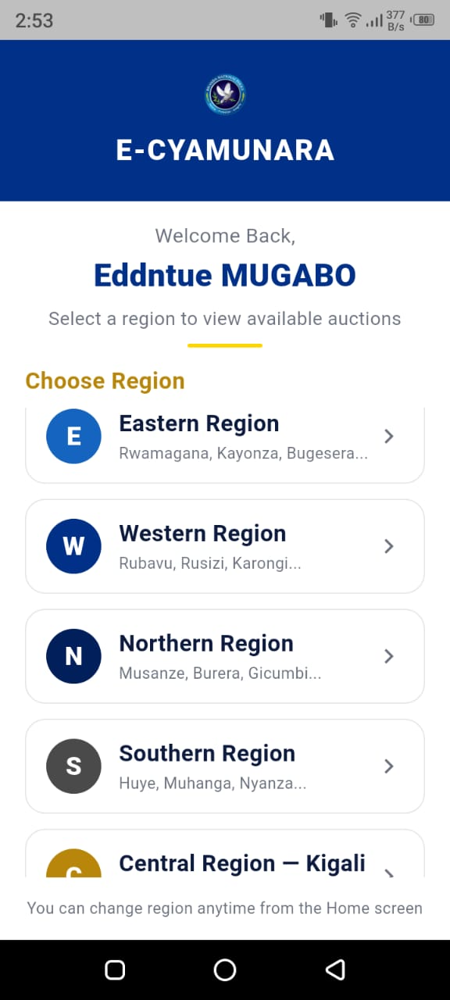 2:53
377
B/s
80
E-CYAMUNARA
Welcome Back,
Eddntue MUGABO
Select a region to view available auctions
Choose Region
E
Eastern Region
Rwamagana, Kayonza, Bugesera...
W
Western Region
Rubavu, Rusizi, Karongi...
N
Northern Region
Musanze, Burera, Gicumbi...
S
Southern Region
Huye, Muhanga, Nyanza...
C
Central Region — Kigali
You can change region anytime from the Home screen